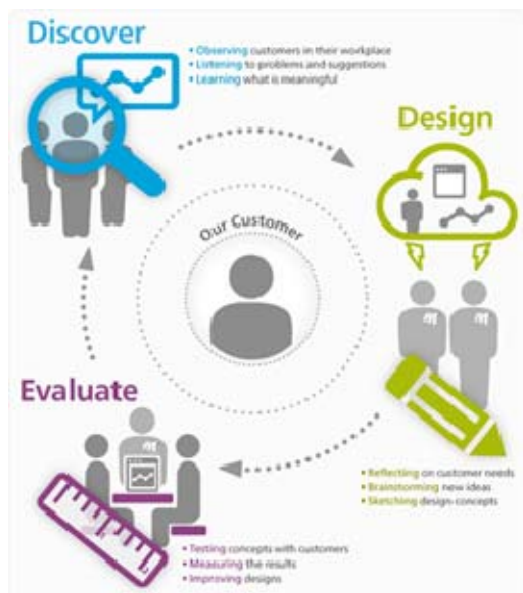 Discover
• Observing customers in their workplace
• Listening to problems and suggestions
• Learning what is meaningful
Design
Our Customer
Evaluate
• Reflecting on customer needs
• Brainstorming new ideas
• Sketching design concepts
• Testing concepts with customers
• Measuring the results
• Improving designs